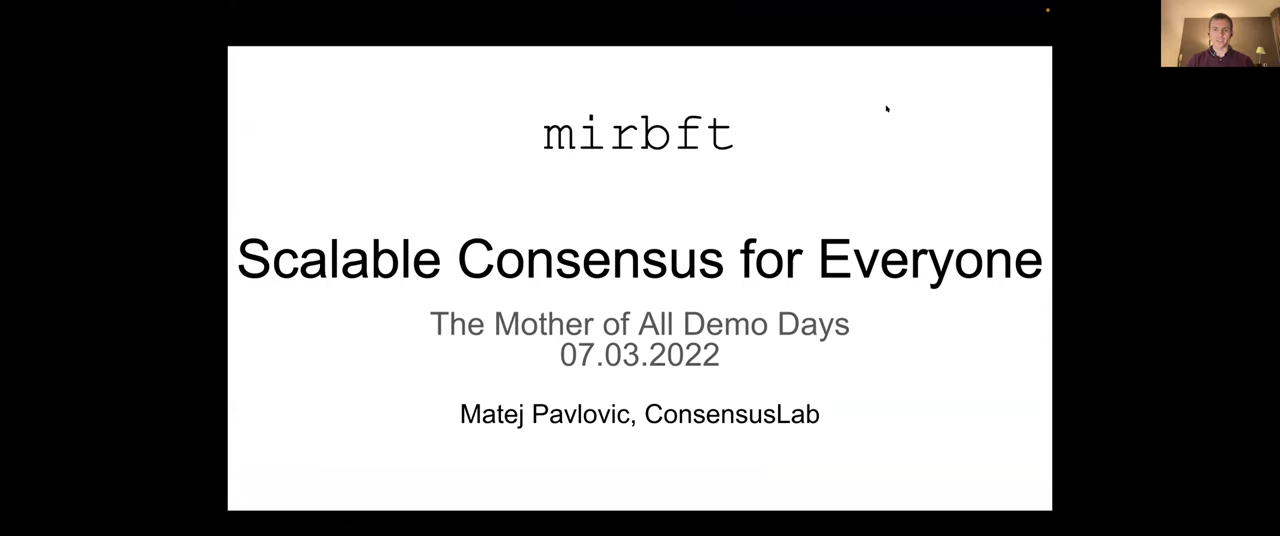 mirbft
Scalable Consensus for Everyone
The Mother of All Demo Days
07.03.2022
Matej Pavlovic, ConsensusLab